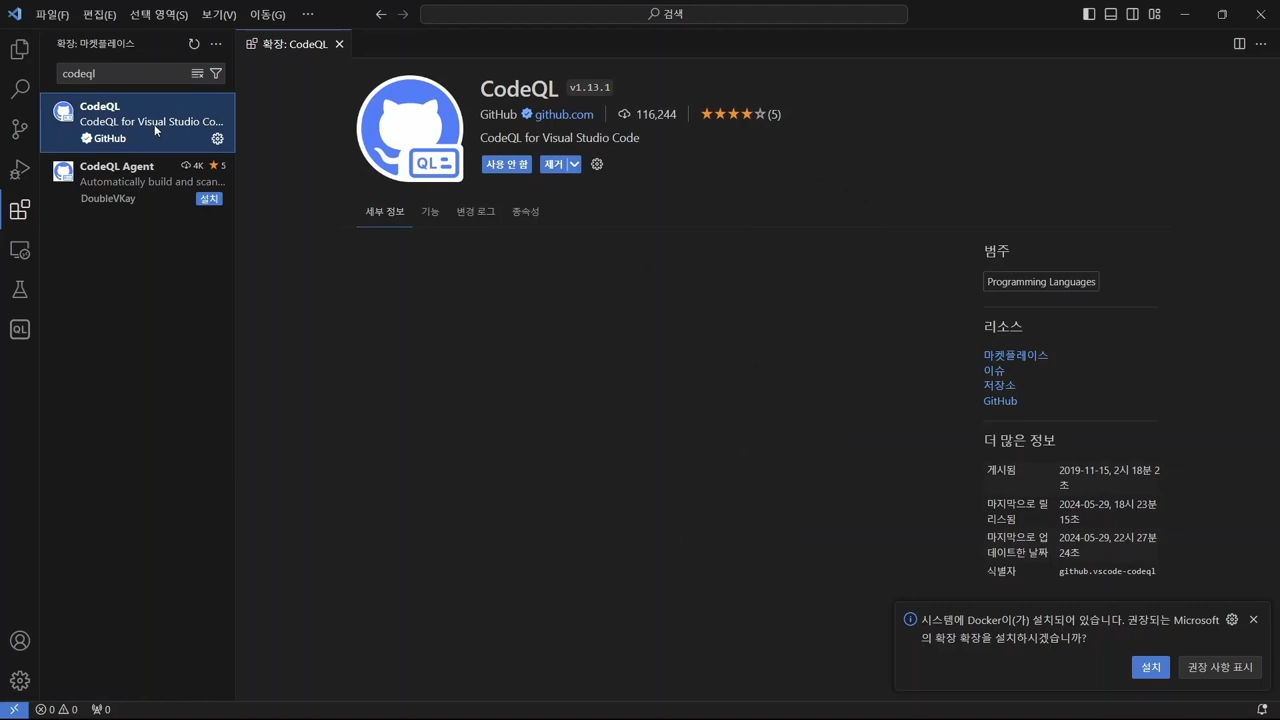 파일(F) 편집(E) 선택 영역(S) 보기(V) 이동(G) ··· 검색
확장: 마켓플레이스
codeql
CodeQL
CodeQL for Visual Studio Co...
GitHub
CodeQL Agent 4K 5
Automatically build and scan...
DoubleVKay 설치
확장: CodeQL
CodeQL v1.13.1
GitHub github.com 116,244 (5)
CodeQL for Visual Studio Code
사용 안 함 제거
QL
세부 정보 기능 변경 로그 종속성
범주
Programming Languages
리소스
마켓플레이스
이슈
저장소
GitHub
더 많은 정보
게시됨 2019-11-15, 2시 18분 2
초
마지막으로 릴 2024-05-29, 18시 23분
리스됨 15초
마지막으로 업 2024-05-29, 22시 27분
데이트한 날짜 24초
식별자 github.vscode-codeql
시스템에 Docker이(가) 설치되어 있습니다. 권장되는 Microsoft
의 확장 확장을 설치하시겠습니까?
설치 권장 사항 표시
QL
0 0 0